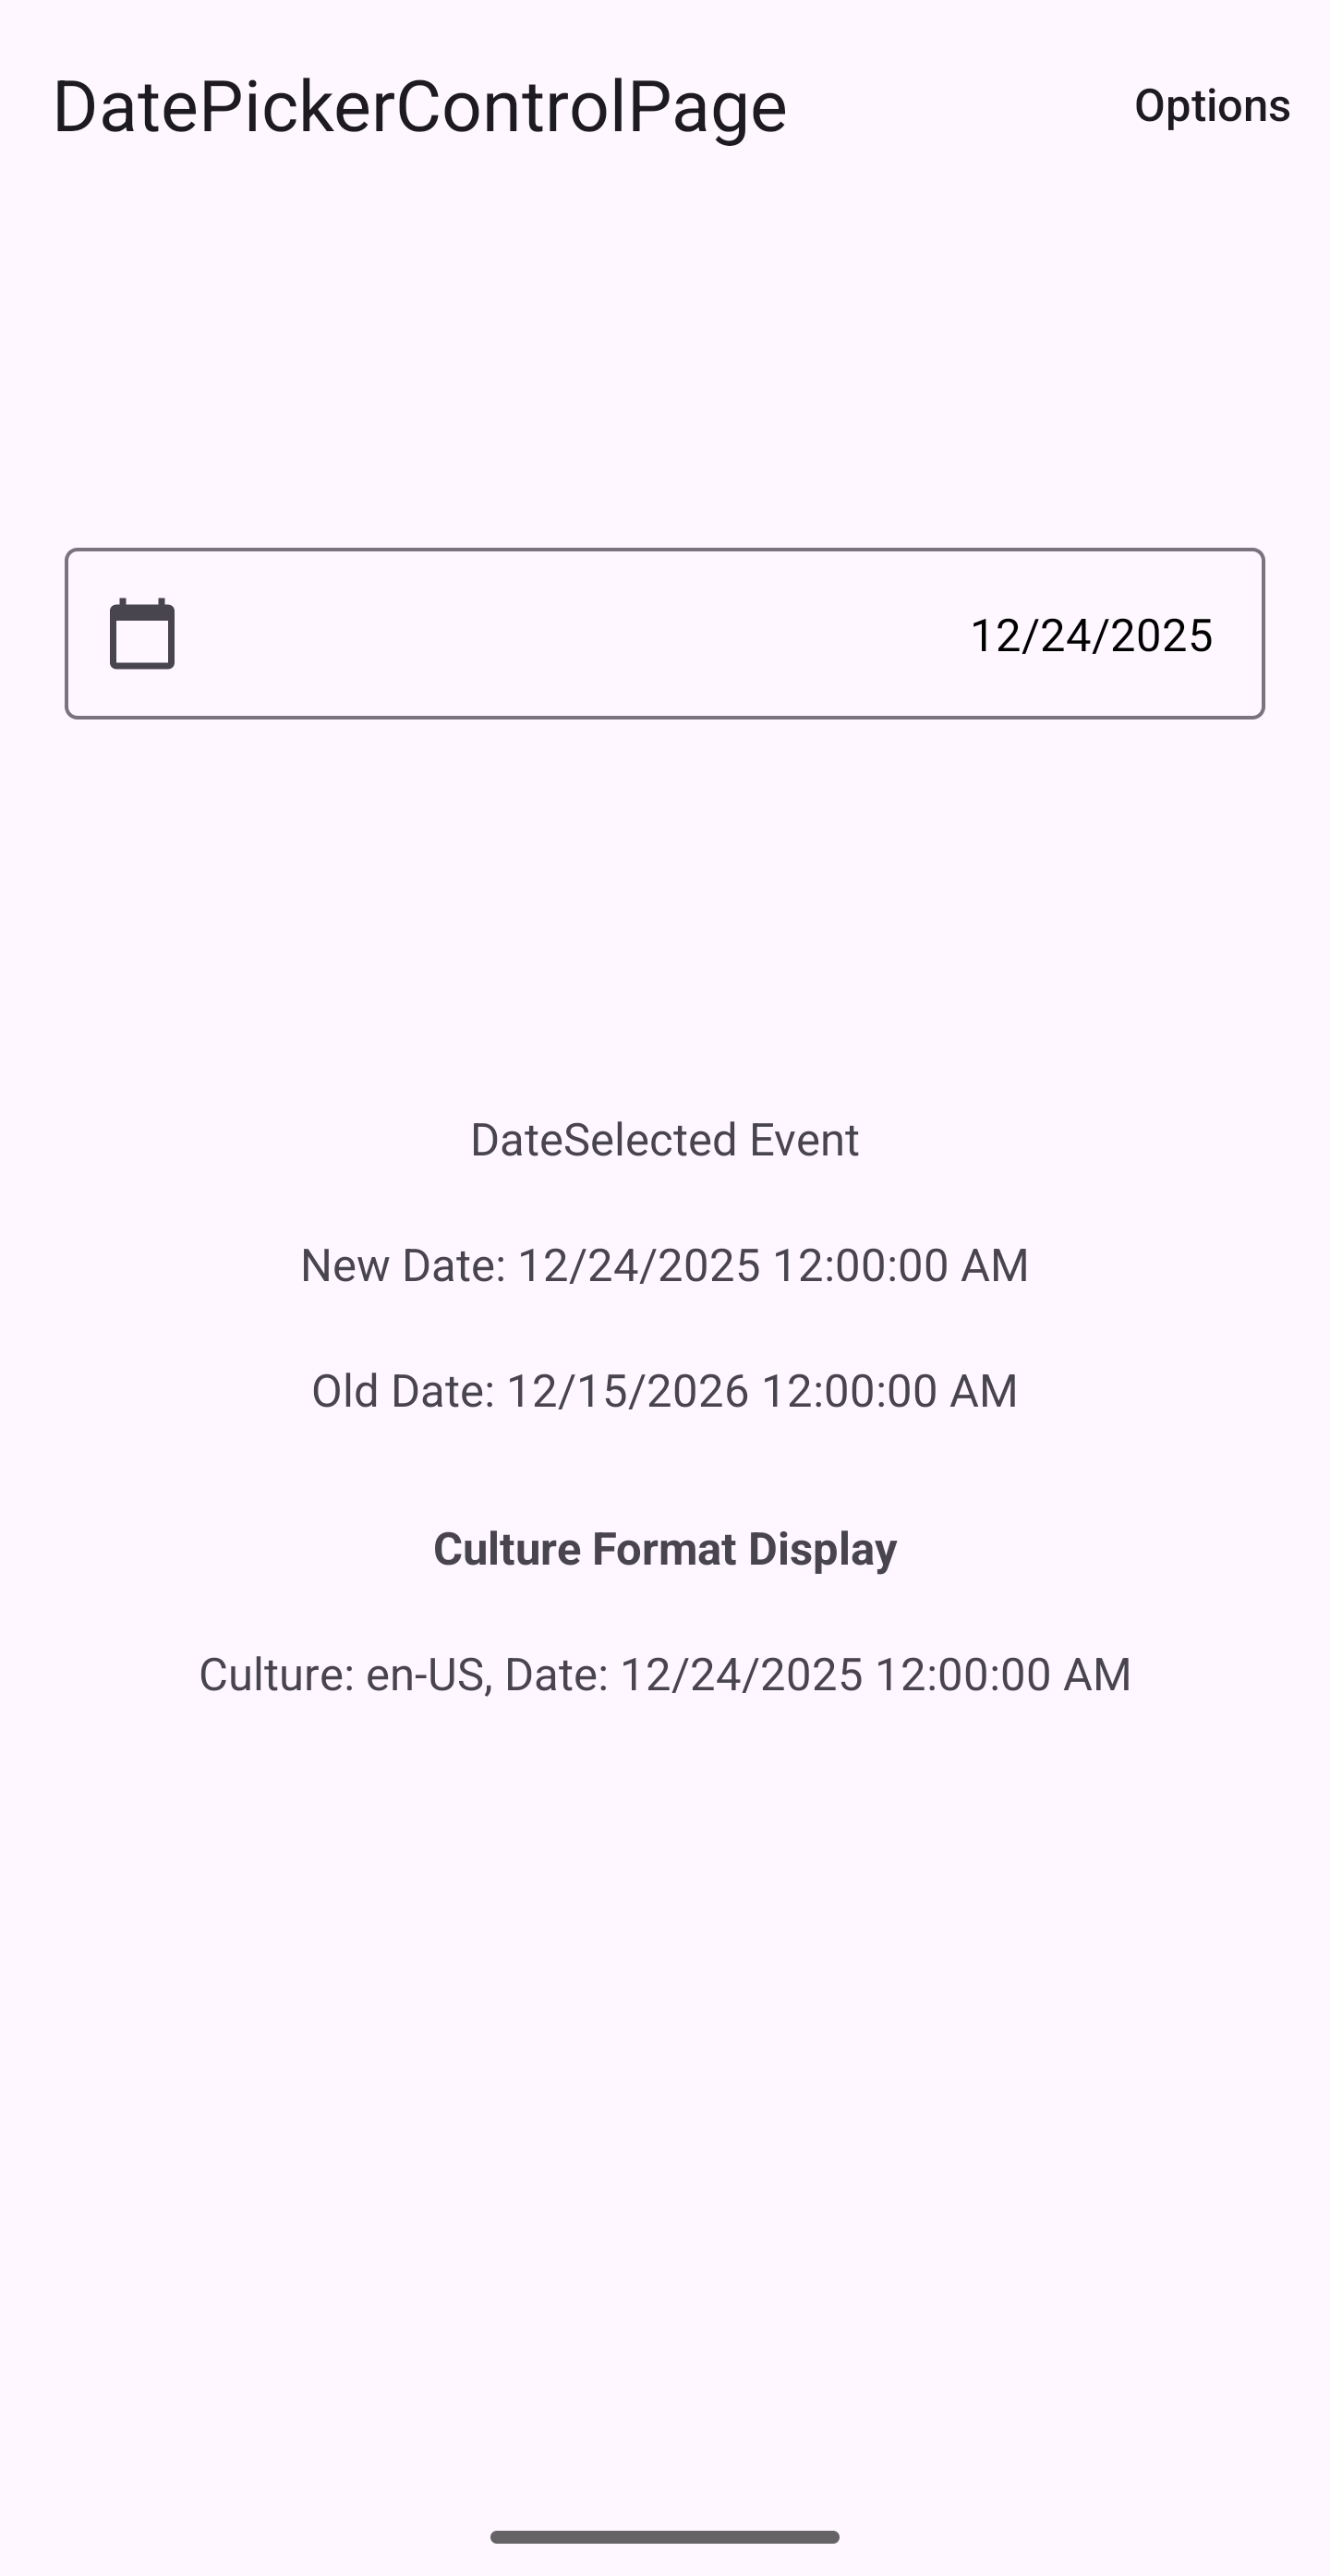 DatePickerControlPage
Options
12/24/2025
DateSelected Event
New Date: 12/24/2025 12:00:00 AM
Old Date: 12/15/2026 12:00:00 AM
Culture Format Display
Culture: en-US, Date: 12/24/2025 12:00:00 AM